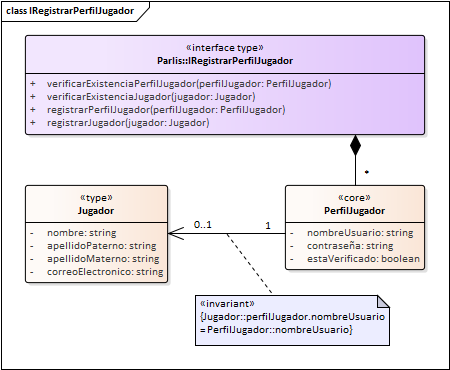 class IRegistrarPerfilJugador
«interface type»
Parlis::IRegistrarPerfilJugador
+ verificarExistenciaPerfilJugador(perfilJugador: PerfilJugador)
+ verificarExistenciaJugador(jugador: Jugador)
+ registrarPerfilJugador(perfilJugador: PerfilJugador)
+ registrarJugador(jugador: Jugador)
*
«type»
Jugador
- nombre: string
- apellidoPaterno: string
- apellidoMaterno: string
- correoElectronico: string
0..1
1
«core»
PerfilJugador
- nombreUsuario: string
- contraseña: string
- estaVerificado: boolean
«invariant»
{Jugador::perfilJugador.nombreUsuario
= PerfilJugador::nombreUsuario}